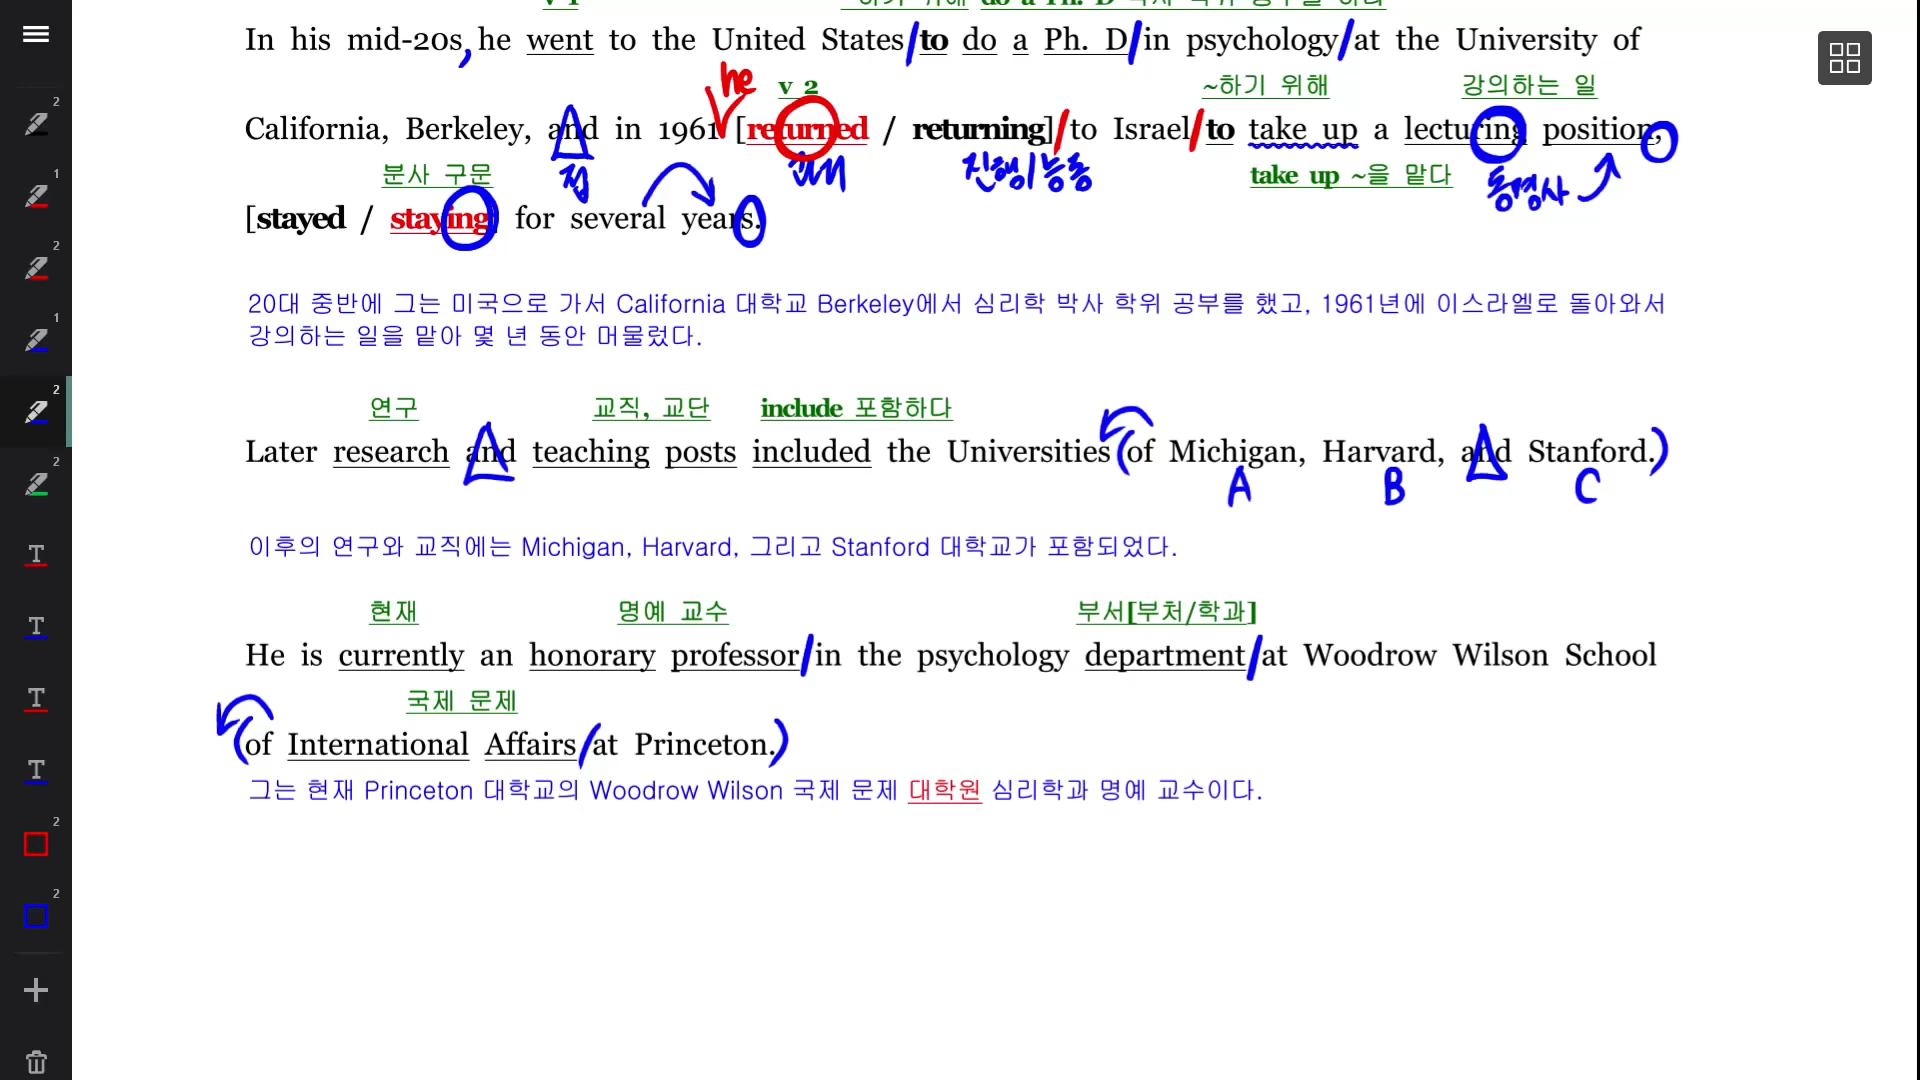 In his mid-20s, he went to the United States/to do a Ph. D/in psychology/at the University of
he v 2 ~하기 위해 강의하는 일
California, Berkeley, and in 1961 [returned / returning]/to Israel/to take up a lecturing position,
분사 구문 접 진행/능동 take up ~을 맡다 동명사
[stayed / staying] for several years.
20대 중반에 그는 미국으로 가서 California 대학교 Berkeley에서 심리학 박사 학위 공부를 했고, 1961년에 이스라엘로 돌아와서
강의하는 일을 맡아 몇 년 동안 머물렀다.
연구 교직, 교단 include 포함하다
Later research and teaching posts included the Universities (of Michigan, Harvard, and Stanford.)
A B C
이후의 연구와 교직에는 Michigan, Harvard, 그리고 Stanford 대학교가 포함되었다.
현재 명예 교수 부서[부처/학과]
He is currently an honorary professor/in the psychology department/at Woodrow Wilson School
국제 문제
(of International Affairs/at Princeton.)
그는 현재 Princeton 대학교의 Woodrow Wilson 국제 문제 대학원 심리학과 명예 교수이다.